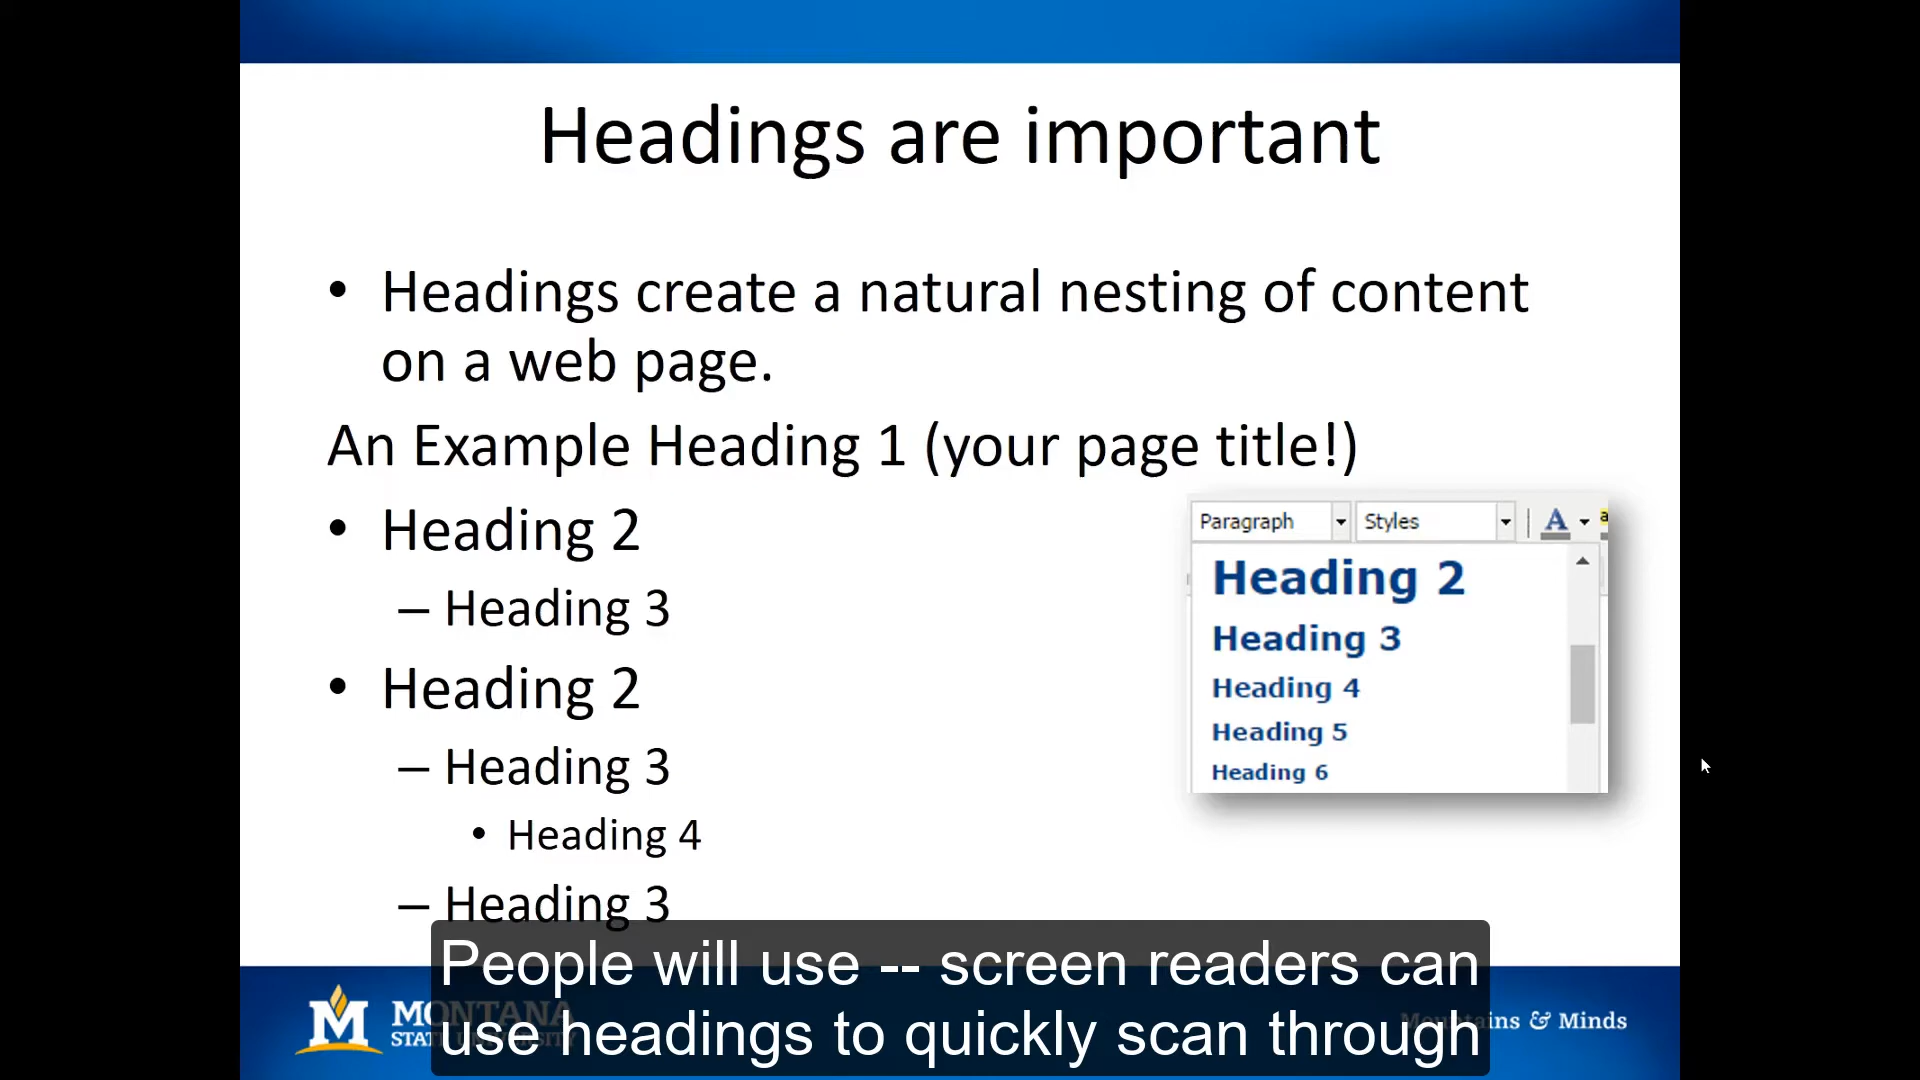 Headings are important
• Headings create a natural nesting of content
on a web page.
An Example Heading 1 (your page title!)
• Heading 2
– Heading 3
• Heading 2
– Heading 3
• Heading 4
– Heading 3
Paragraph Styles A a
Heading 2
Heading 3
Heading 4
Heading 5
Heading 6
People will use -- screen readers can
use headings to quickly scan through
M MONTANA
STATE UNIVERSITY
Mountains & Minds